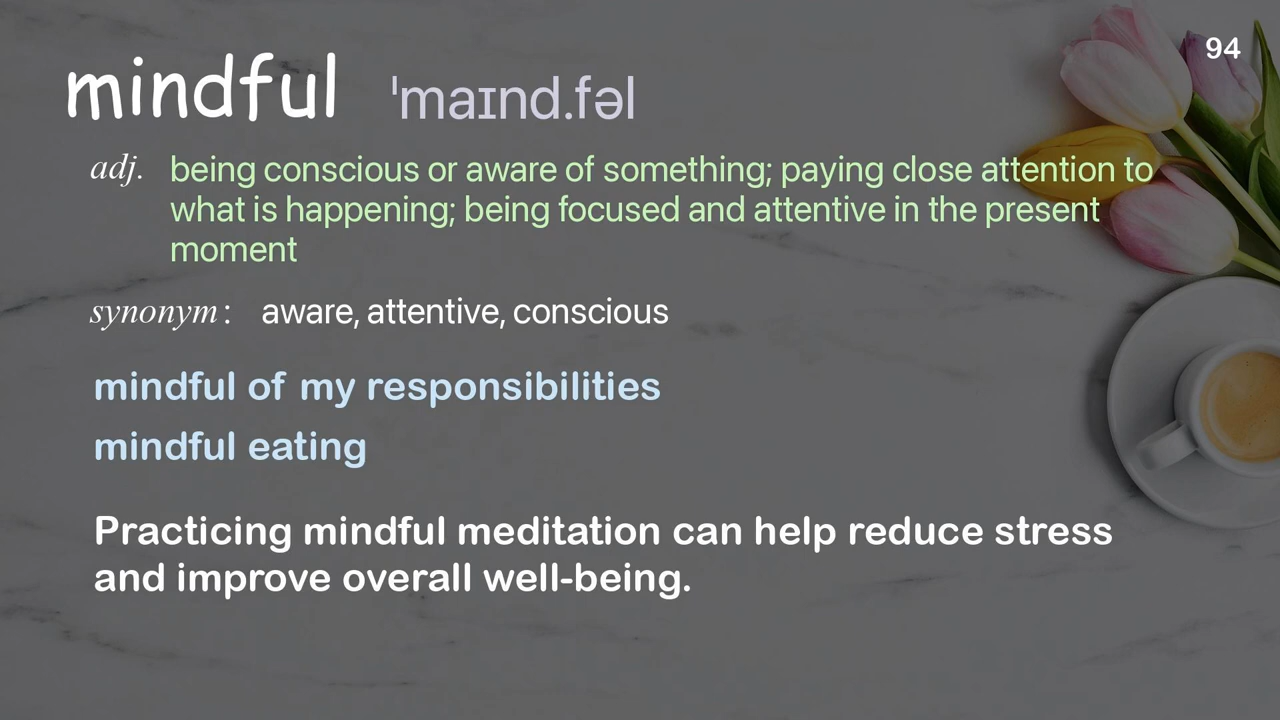 94
mindful ˈmaɪnd.fəl
adj. being conscious or aware of something; paying close attention to
what is happening; being focused and attentive in the present
moment
synonym: aware, attentive, conscious
mindful of my responsibilities
mindful eating
Practicing mindful meditation can help reduce stress
and improve overall well-being.